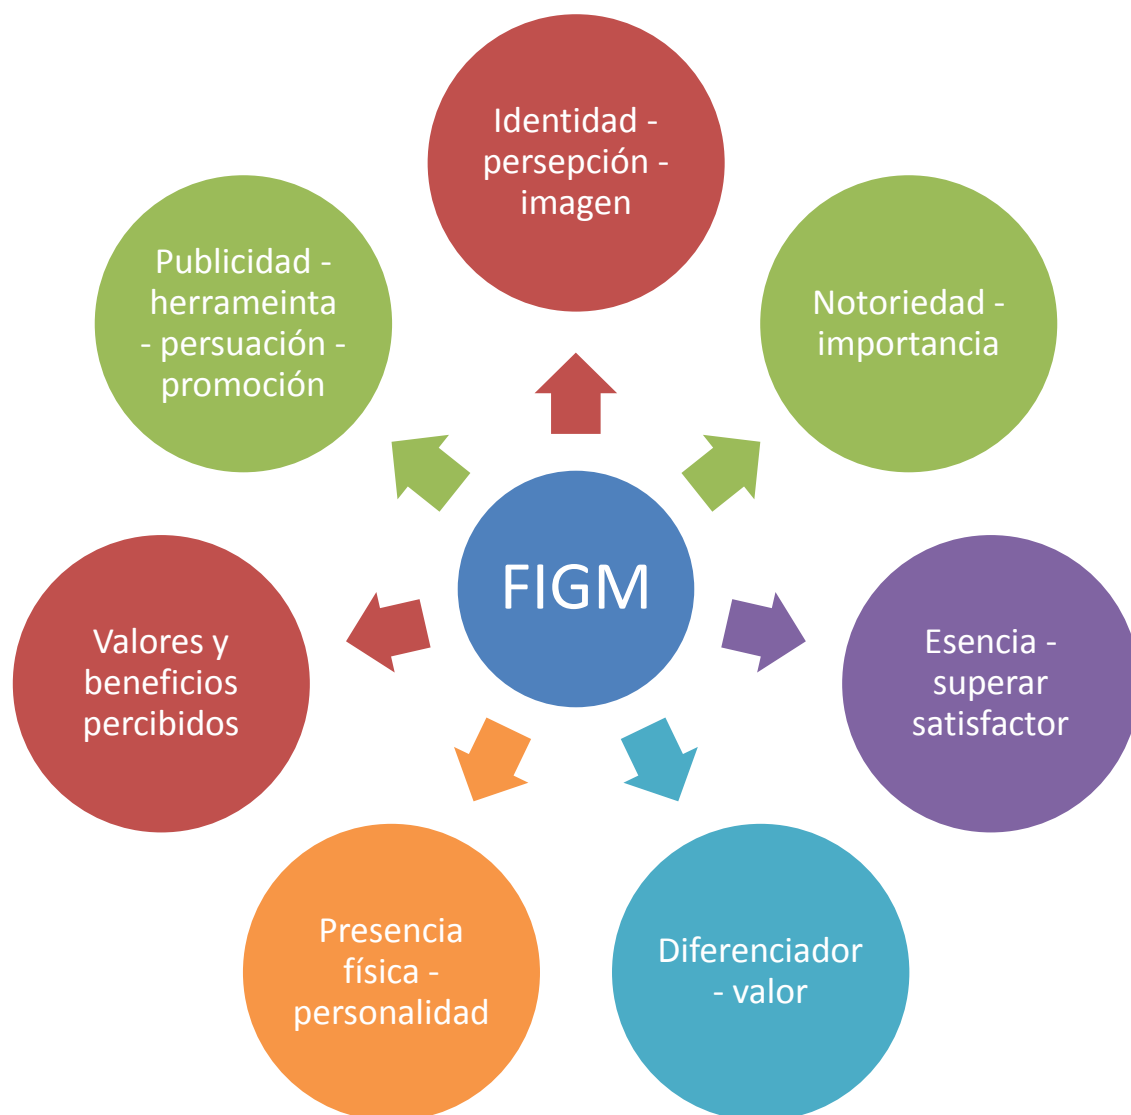 Identidad -
persepción -
imagen
Publicidad -
herrameinta
- persuación -
promoción
Notoriedad -
importancia
FIGM
Valores y
beneficios
percibidos
Esencia -
superar
satisfactor
Presencia
física -
personalidad
Diferenciador
- valor